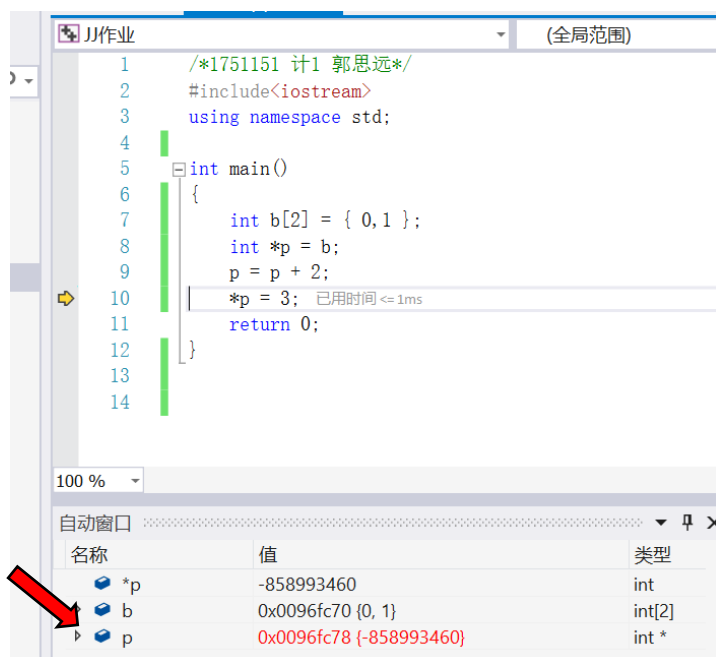 JJ作业 (全局范围)
1 /*1751151 计1 郭思远*/
2 #include<iostream>
3 using namespace std;
4
5 int main()
6 {
7 int b[2] = { 0,1 };
8 int *p = b;
9 p = p + 2;
10 *p = 3; 已用时间 <= 1ms
11 return 0;
12 }
13
14
100 %
自动窗口
名称 值 类型
*p -858993460 int
b 0x0096fc70 {0, 1} int[2]
p 0x0096fc78 {-858993460} int *